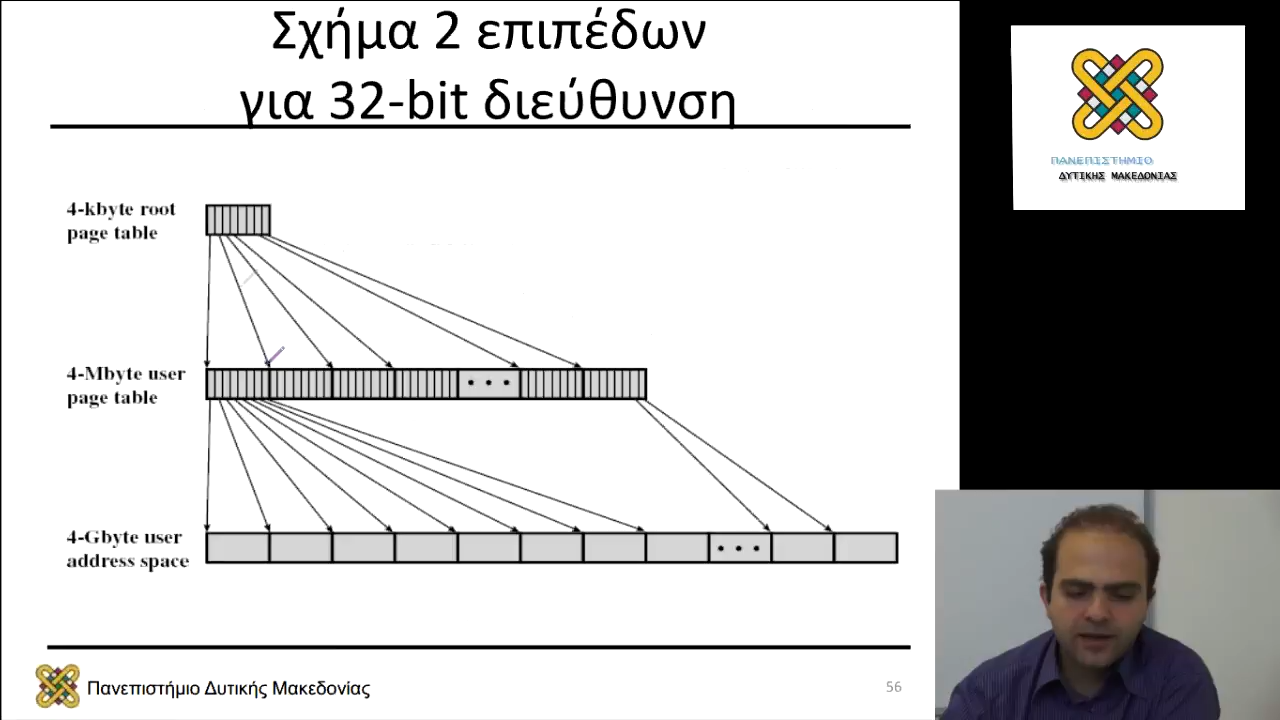 Σχήμα 2 επιπέδων
για 32-bit διεύθυνση
ΠΑΝΕΠΙΣΤΗΜΙΟ
ΔΥΤΙΚΗΣ ΜΑΚΕΔΟΝΙΑΣ
4-kbyte root
page table
4-Mbyte user
page table
4-Gbyte user
address space
Πανεπιστήμιο Δυτικής Μακεδονίας
56